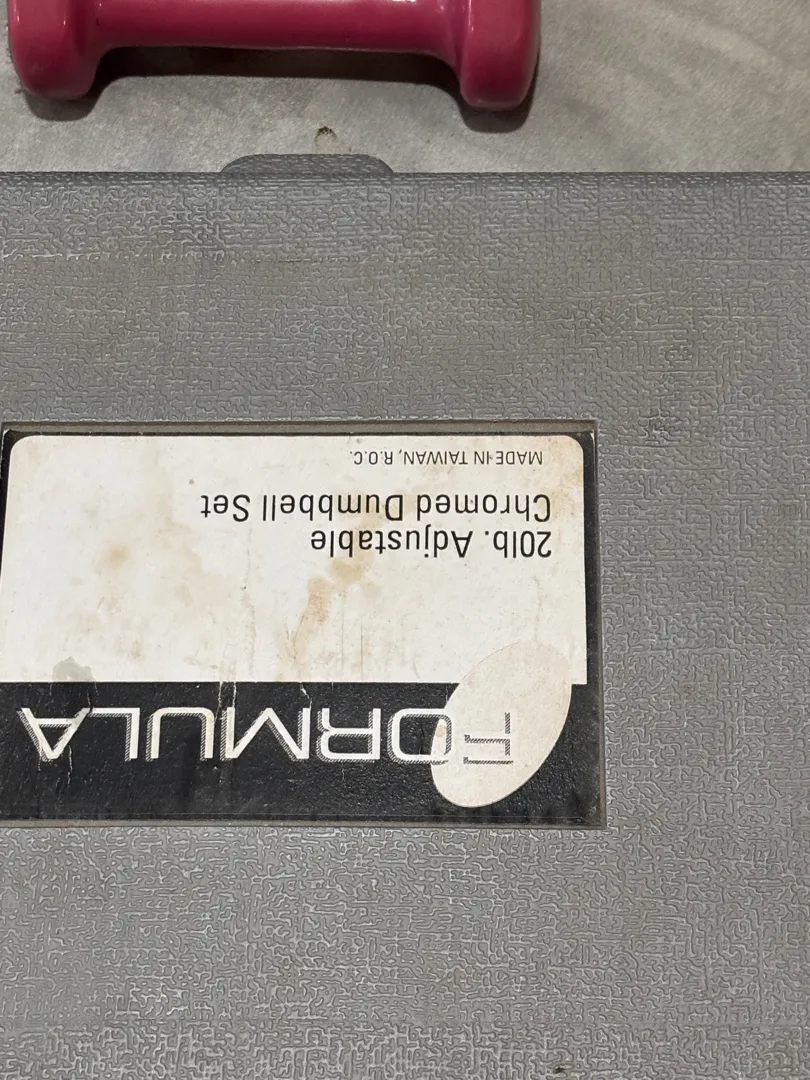 FORMULA
20lb. Adjustable
Chromed Dumbbell Set
MADE IN TAIWAN, R.O.C.